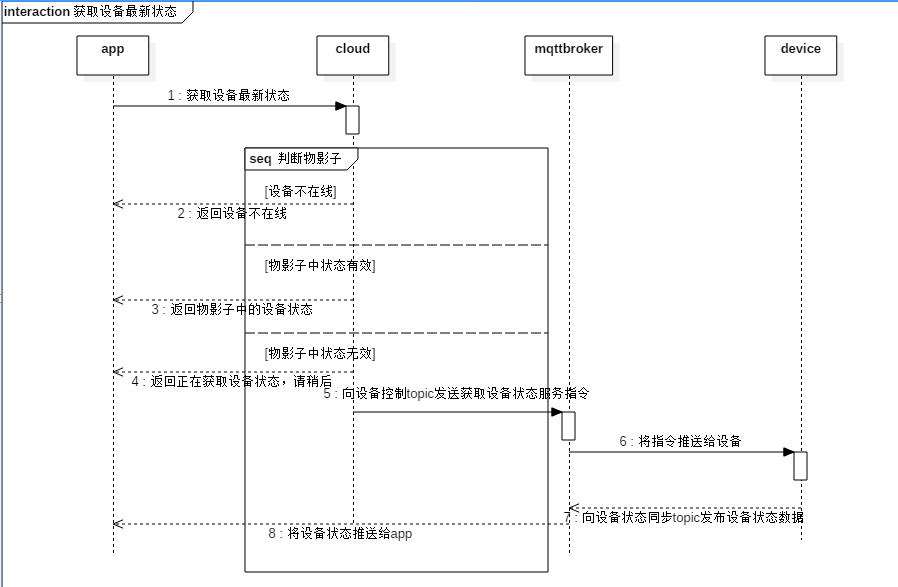 interaction 获取设备最新状态
app
cloud
mqttbroker
device
1 : 获取设备最新状态
seq 判断物影子
[设备不在线]
2 : 返回设备不在线
[物影子中状态有效]
3 : 返回物影子中的设备状态
[物影子中状态无效]
4 : 返回正在获取设备状态，请稍后
5 : 向设备控制topic发送获取设备状态服务指令
6 : 将指令推送给设备
7 : 向设备状态同步topic发布设备状态数据
8 : 将设备状态推送给app